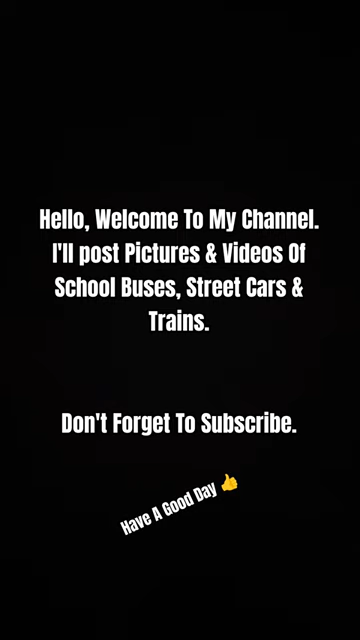 Hello, Welcome To My Channel.
I'll post Pictures & Videos Of
School Buses, Street Cars &
Trains.
Don't Forget To Subscribe.
Have A Good Day 👍